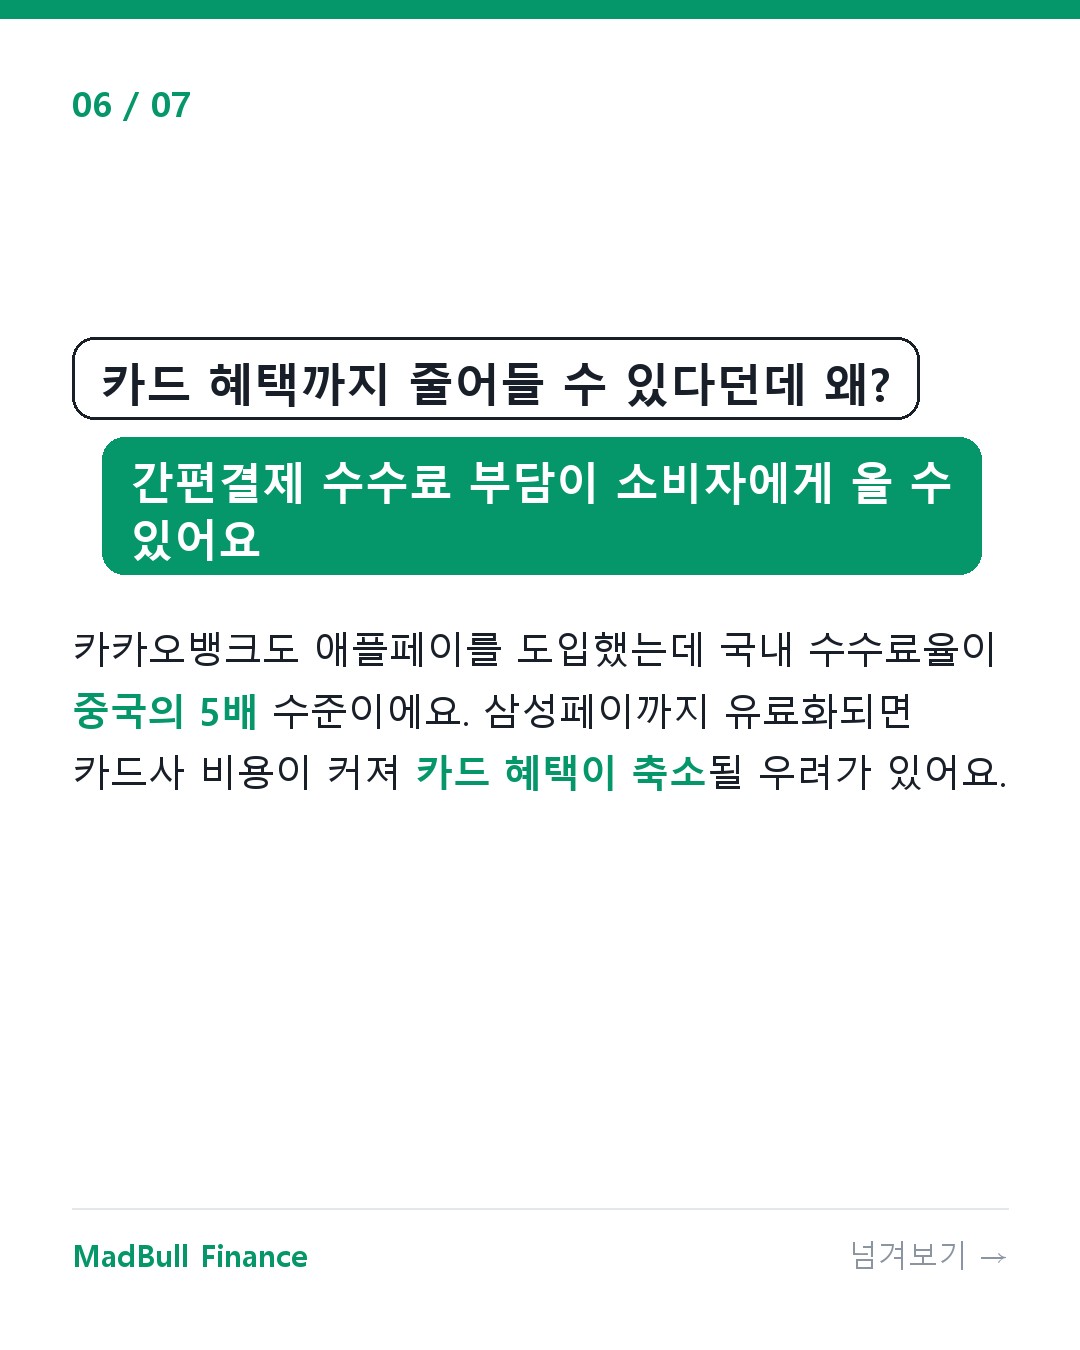 06 / 07
카드 혜택까지 줄어들 수 있다던데 왜?
간편결제 수수료 부담이 소비자에게 올 수
있어요
카카오뱅크도 애플페이를 도입했는데 국내 수수료율이
중국의 5배 수준이에요. 삼성페이까지 유료화되면
카드사 비용이 커져 카드 혜택이 축소될 우려가 있어요.
MadBull Finance
넘겨보기 →